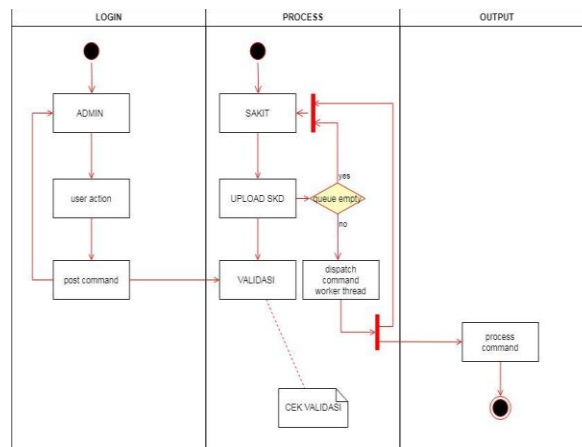 LOGIN
PROCESS
OUTPUT
ADMIN
SAKIT
yes
user action
UPLOAD SKD
queue empty
no
post command
VALIDASI
dispatch
command
worker thread
process
command
CEK VALIDASI